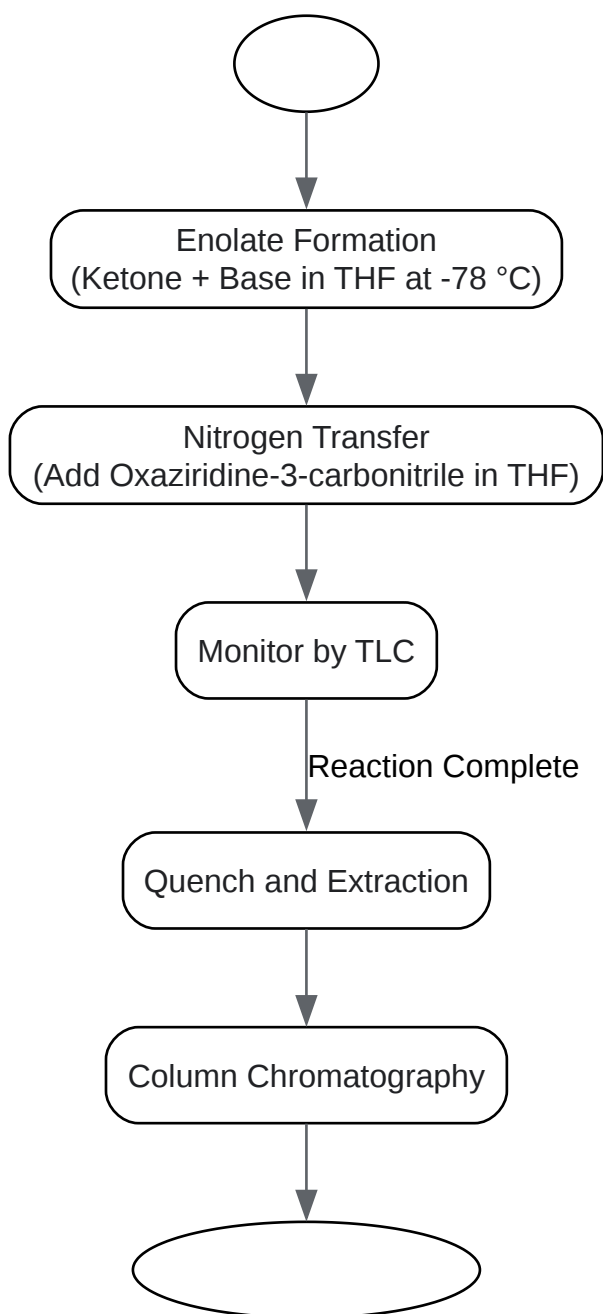 Enolate Formation
(Ketone + Base in THF at -78 °C)
Nitrogen Transfer
(Add Oxaziridine-3-carbonitrile in THF)
Monitor by TLC
Reaction Complete
Quench and Extraction
Column Chromatography